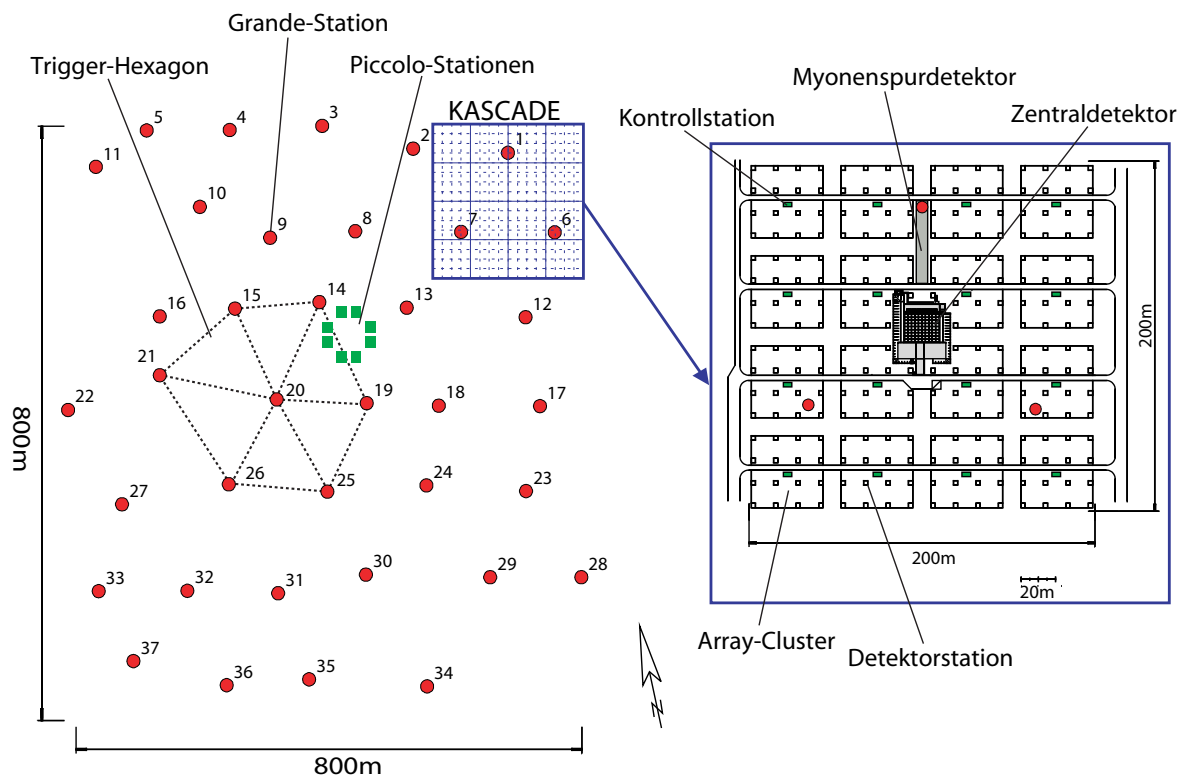 Grande-Station
Trigger-Hexagon
Piccolo-Stationen
KASCADE
5
4
3
2
1
11
10
9
8
7
6
16
15
14
13
12
21
20
19
18
17
22
26
25
24
23
27
33
32
31
30
29
28
37
36
35
34
800m
800m
Myonenspurdetektor
Kontrollstation
Zentraldetektor
200m
200m
20m
Array-Cluster
Detektorstation